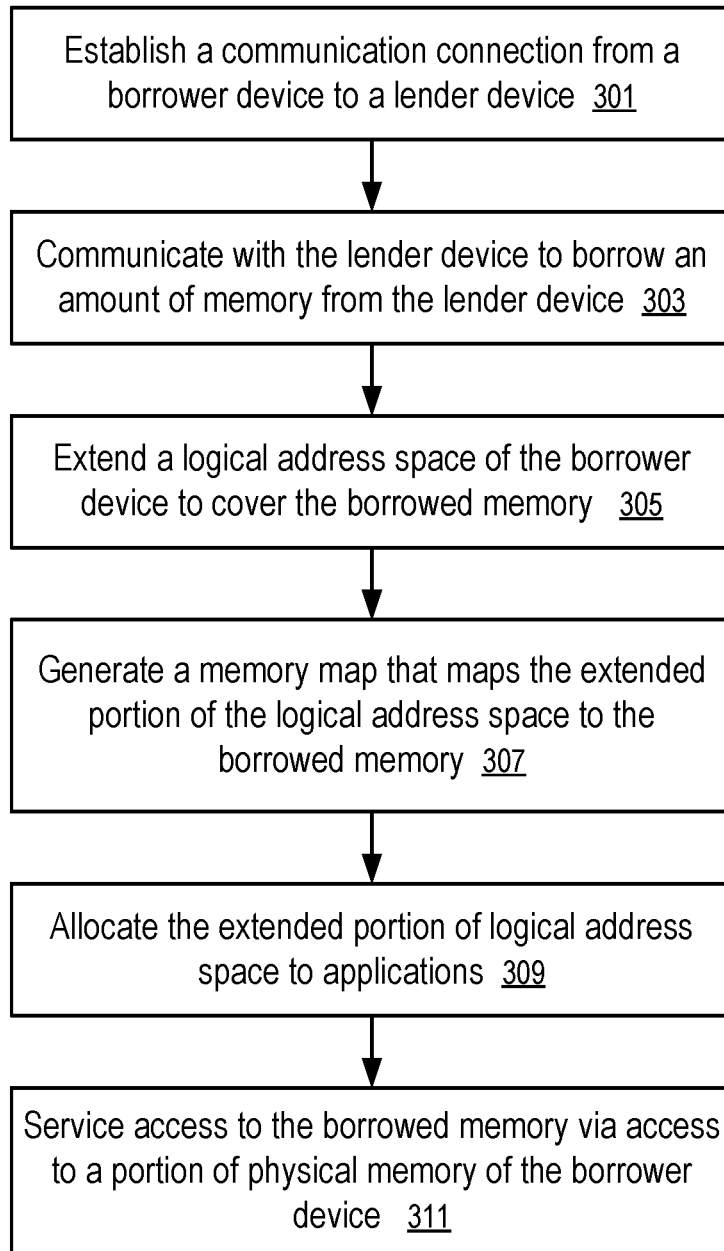 Establish a communication connection from a
borrower device to a lender device 301
Communicate with the lender device to borrow an
amount of memory from the lender device 303
Extend a logical address space of the borrower
device to cover the borrowed memory 305
Generate a memory map that maps the extended
portion of the logical address space to the
borrowed memory 307
Allocate the extended portion of logical address
space to applications 309
Service access to the borrowed memory via access
to a portion of physical memory of the borrower
device 311